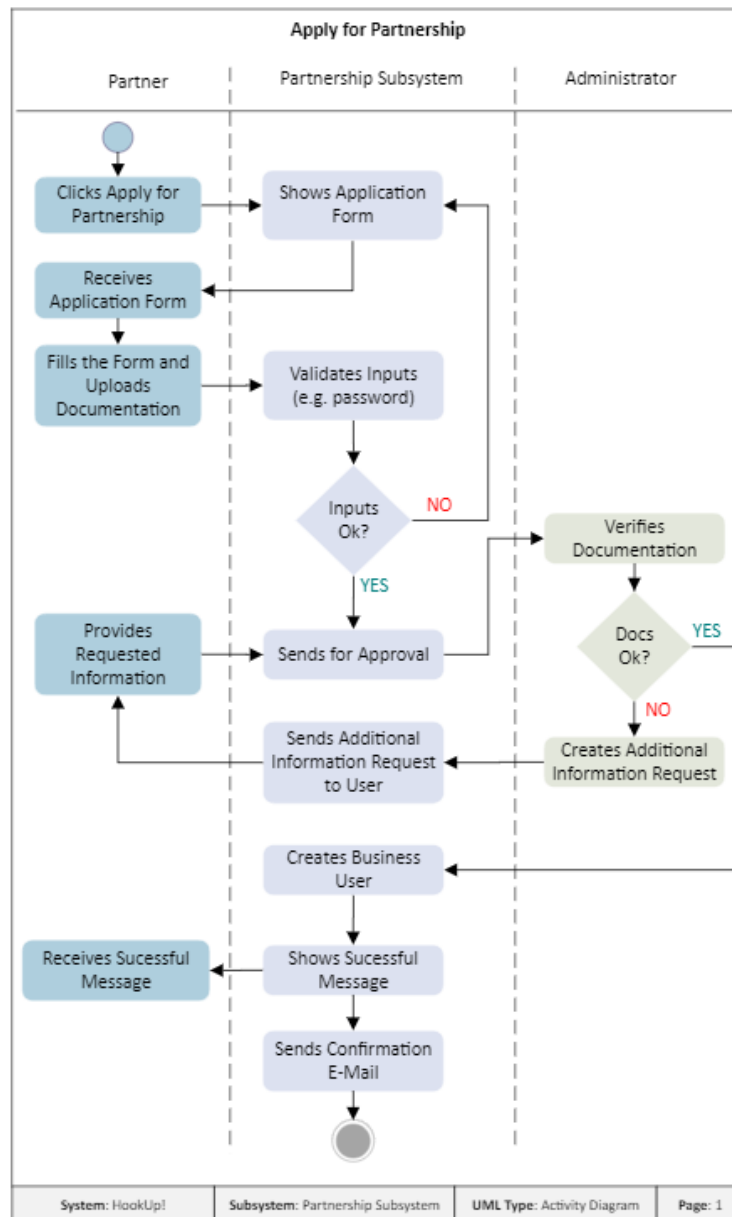 Apply for Partnership
Partner
Partnership Subsystem
Administrator
Clicks Apply for
Partnership
Shows Application
Form
Receives
Application Form
Fills the Form and
Uploads
Documentation
Validates Inputs
(e.g. password)
Inputs
Ok?
NO
YES
Verifies
Documentation
Docs
Ok?
YES
NO
Provides
Requested
Information
Sends for Approval
Sends Additional
Information Request
to User
Creates Additional
Information Request
Creates Business
User
Receives Sucessful
Message
Shows Sucessful
Message
Sends Confirmation
E-Mail
System: HookUp!
Subsystem: Partnership Subsystem
UML Type: Activity Diagram
Page: 1